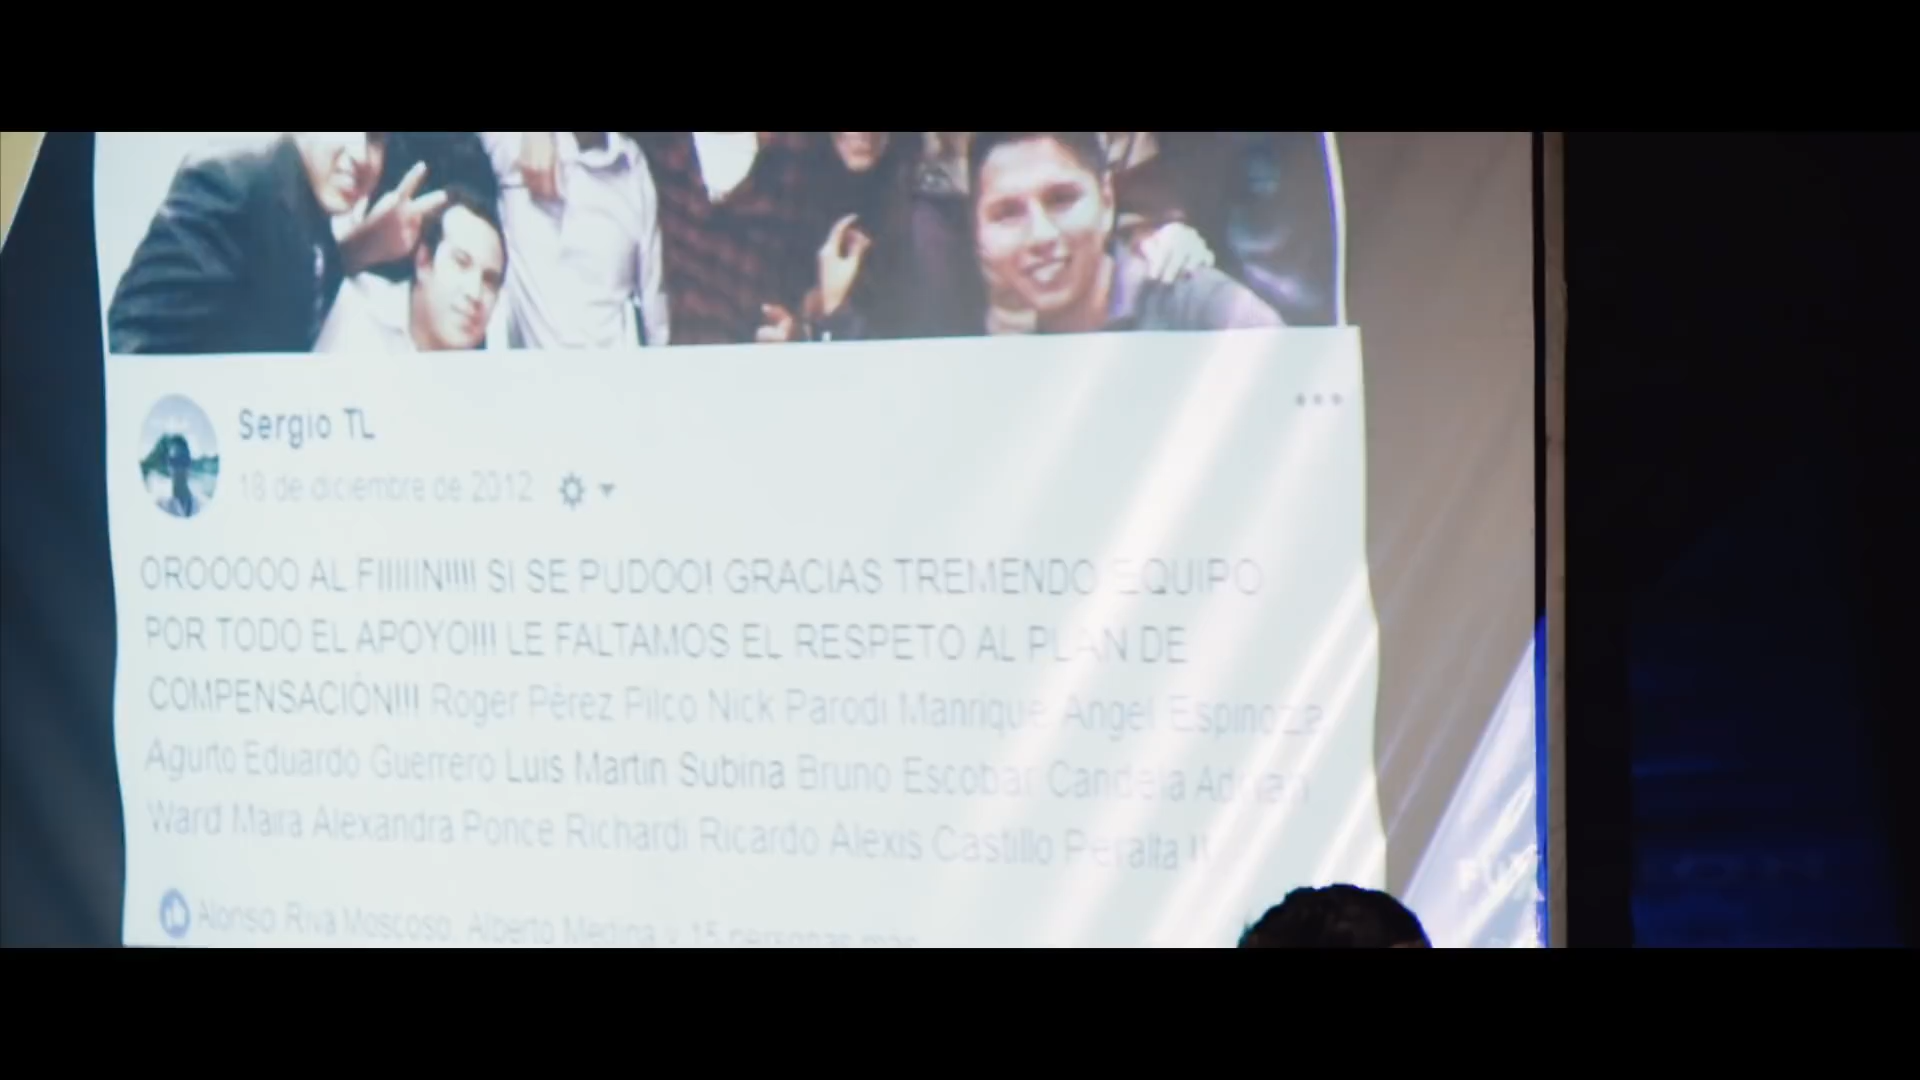 Sergio TL
18 de diciembre de 2012
OROOOOO AL FIIIIIN!!!! SI SE PUDOO! GRACIAS TREMENDO EQUIPO
POR TODO EL APOYO!!! LE FALTAMOS EL RESPETO AL PLAN DE
COMPENSACIÓN!!! Roger Pérez Pilco Nick Parodi Manrique Angel Espinoza
Agurto Eduardo Guerrero Luis Martin Subina Bruno Escobar Candela Adrian
Ward Maira Alexandra Ponce Richardi Ricardo Alexis Castillo Peralta !!
Alonso Riva Moscoso, Alberto Medina y 15 personas más